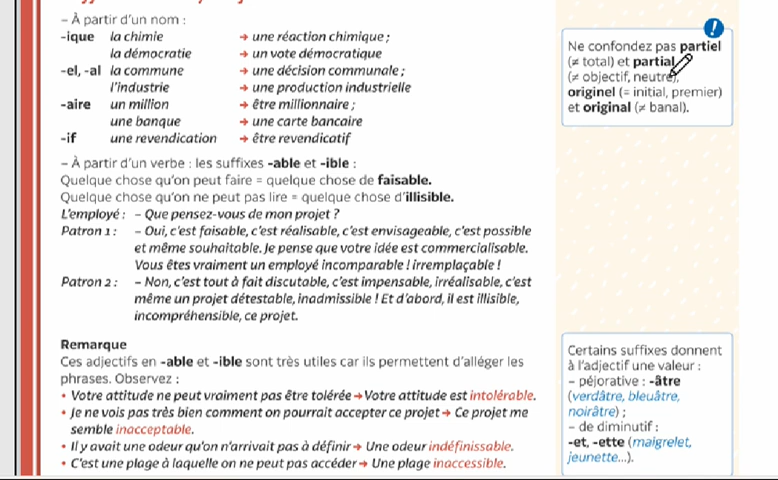 – À partir d'un nom :
-ique la chimie → une réaction chimique ;
la démocratie → un vote démocratique
-el, -al la commune → une décision communale ;
l'industrie → une production industrielle
-aire un million → être millionnaire ;
une banque → une carte bancaire
-if une revendication → être revendicatif
– À partir d'un verbe : les suffixes -able et -ible :
Quelque chose qu'on peut faire = quelque chose de faisable.
Quelque chose qu'on ne peut pas lire = quelque chose d'illisible.
L'employé : – Que pensez-vous de mon projet ?
Patron 1 : – Oui, c'est faisable, c'est réalisable, c'est envisageable, c'est possible
et même souhaitable. Je pense que votre idée est commercialisable.
Vous êtes vraiment un employé incomparable ! irremplaçable !
Patron 2 : – Non, c'est tout à fait discutable, c'est impensable, irréalisable, c'est
même un projet détestable, inadmissible ! Et d'abord, il est illisible,
incompréhensible, ce projet.
Remarque
Ces adjectifs en -able et -ible sont très utiles car ils permettent d'alléger les
phrases. Observez :
• Votre attitude ne peut vraiment pas être tolérée → Votre attitude est intolérable.
• Je ne vois pas très bien comment on pourrait accepter ce projet → Ce projet me
semble inacceptable.
• Il y avait une odeur qu'on n'arrivait pas à définir → Une odeur indéfinissable.
• C'est une plage à laquelle on ne peut pas accéder → Une plage inaccessible.
!
Ne confondez pas partiel
(≠ total) et partial
(≠ objectif, neutre),
originel (= initial, premier)
et original (≠ banal).
Certains suffixes donnent
à l'adjectif une valeur :
– péjorative : -âtre
(verdâtre, bleuâtre,
noirâtre) ;
– de diminutif :
-et, -ette (maigrelet,
jeunette...).